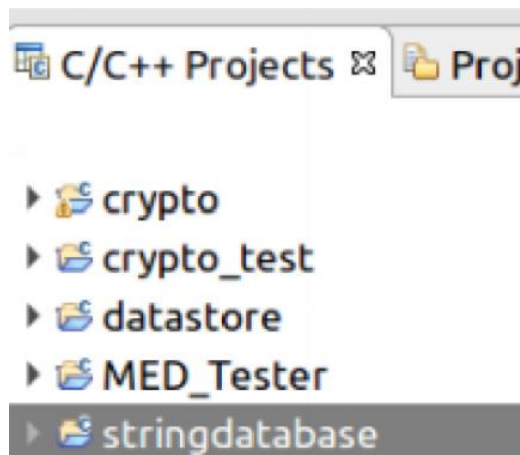 C/C++ Projects Proj
crypto
crypto_test
datastore
MED_Tester
stringdatabase